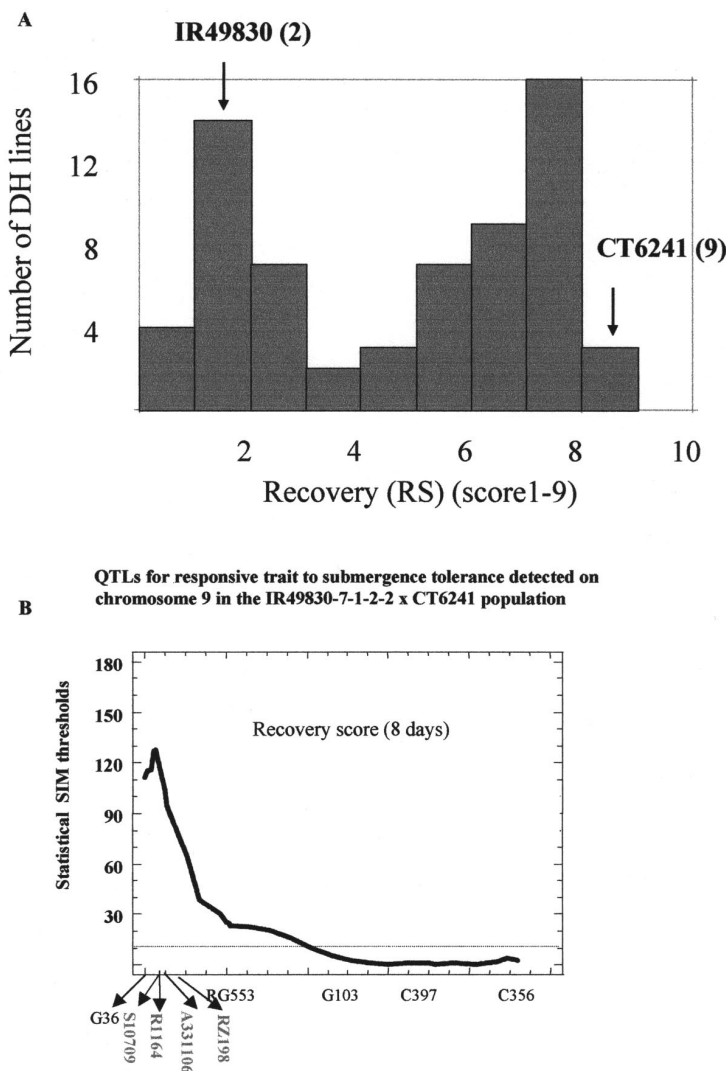 A
IR49830 (2)
16
12
8
4
Number of DH lines
CT6241 (9)
2 4 6 8 10
Recovery (RS) (score1-9)
QTLs for responsive trait to submergence tolerance detected on
chromosome 9 in the IR49830-7-1-2-2 x CT6241 population
B
180
150
120
90
60
30
Statistical SIM thresholds
Recovery score (8 days)
RG553 G103 C397 C356
G36
S10709
R1164
A331106
RZ198